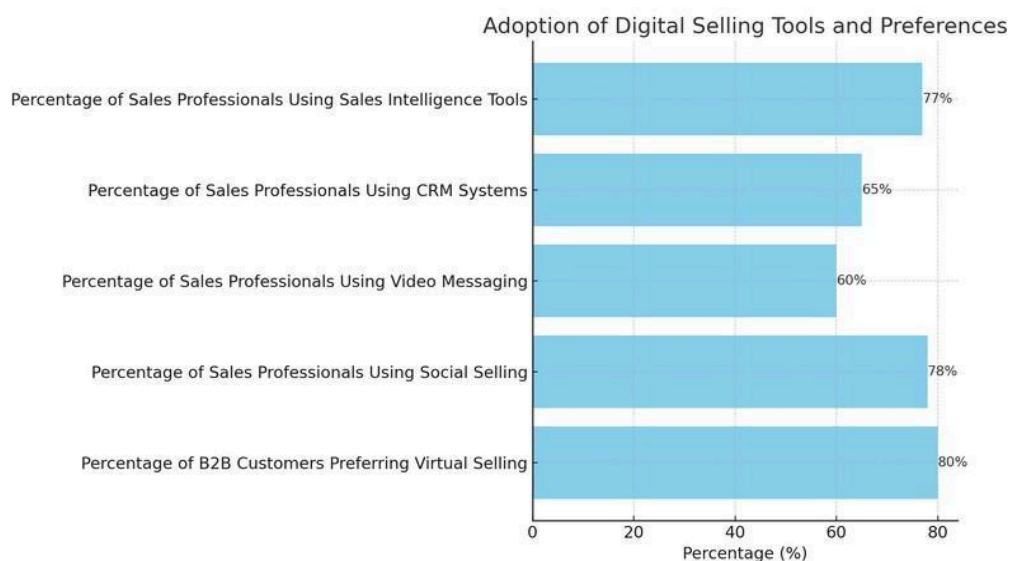 Adoption of Digital Selling Tools and Preferences
Percentage of Sales Professionals Using Sales Intelligence Tools
77%
Percentage of Sales Professionals Using CRM Systems
65%
Percentage of Sales Professionals Using Video Messaging
60%
Percentage of Sales Professionals Using Social Selling
78%
Percentage of B2B Customers Preferring Virtual Selling
80%
0 20 40 60 80
Percentage (%)